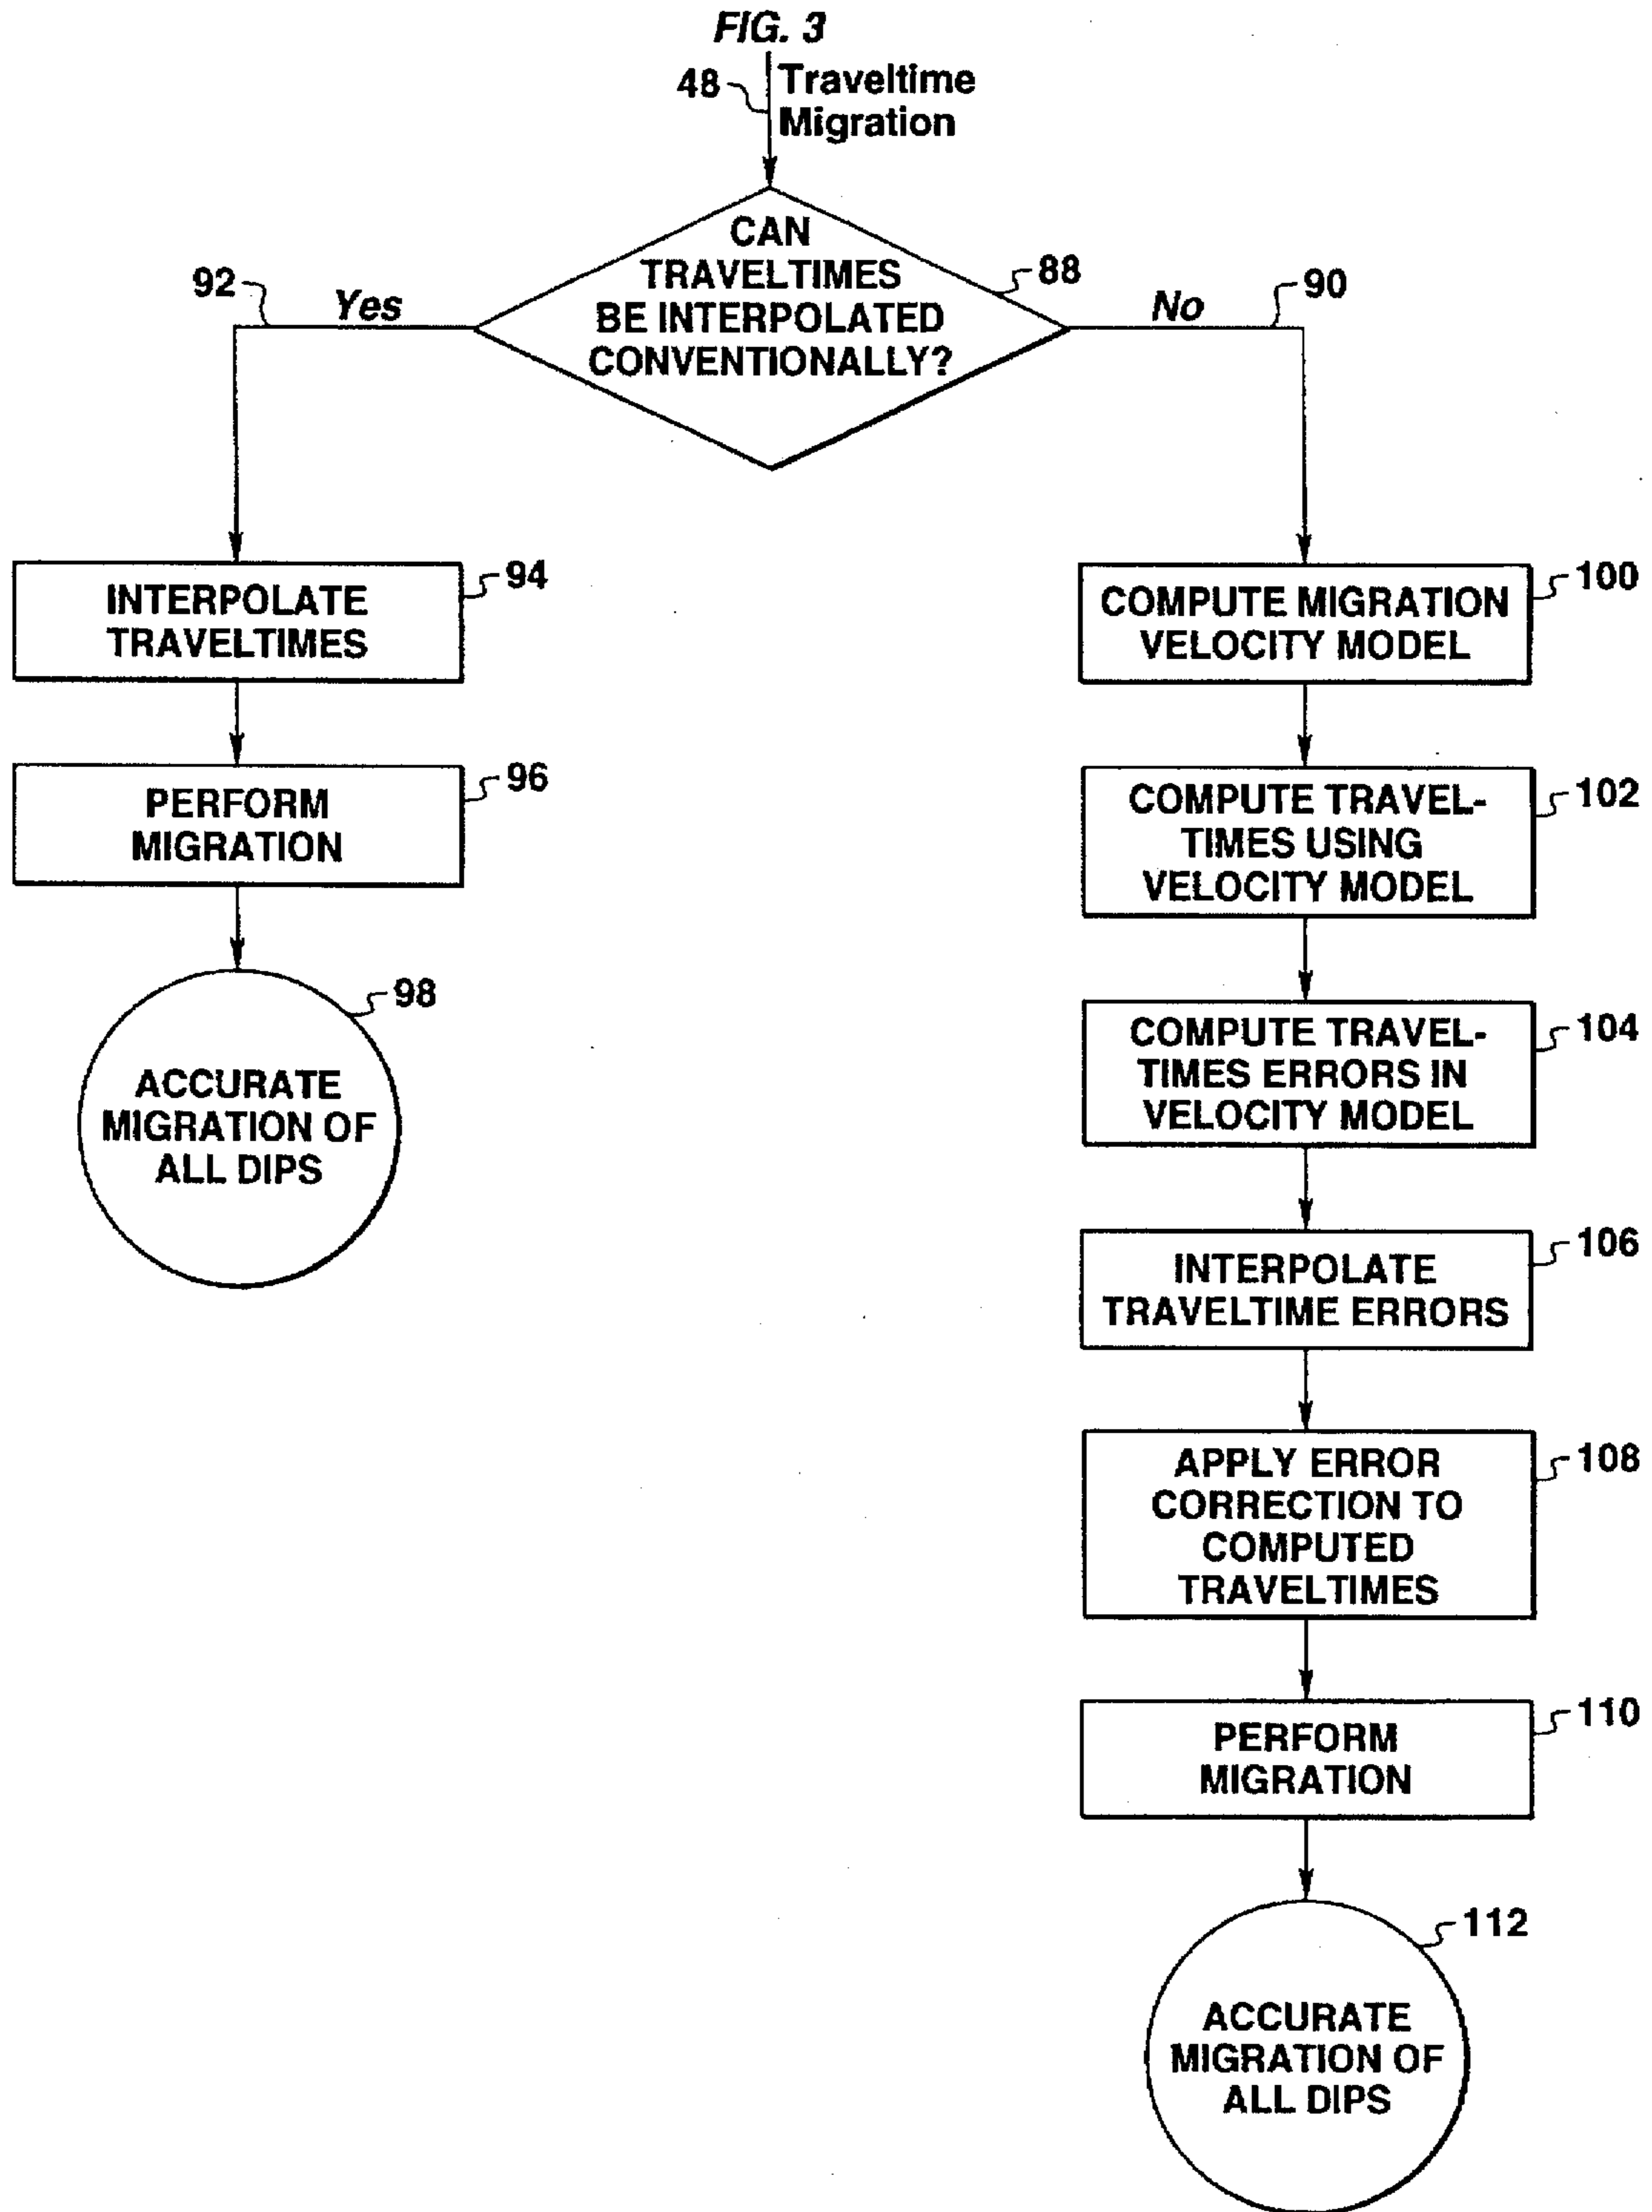 FIG. 3
48
Traveltime
Migration
CAN
TRAVELTIMES
BE INTERPOLATED
CONVENTIONALLY?
88
92
Yes
No
90
INTERPOLATE
TRAVELTIMES
94
PERFORM
MIGRATION
96
ACCURATE
MIGRATION OF
ALL DIPS
98
COMPUTE MIGRATION
VELOCITY MODEL
100
COMPUTE TRAVEL-
TIMES USING
VELOCITY MODEL
102
COMPUTE TRAVEL-
TIMES ERRORS IN
VELOCITY MODEL
104
INTERPOLATE
TRAVELTIME ERRORS
106
APPLY ERROR
CORRECTION TO
COMPUTED
TRAVELTIMES
108
PERFORM
MIGRATION
110
ACCURATE
MIGRATION OF
ALL DIPS
112